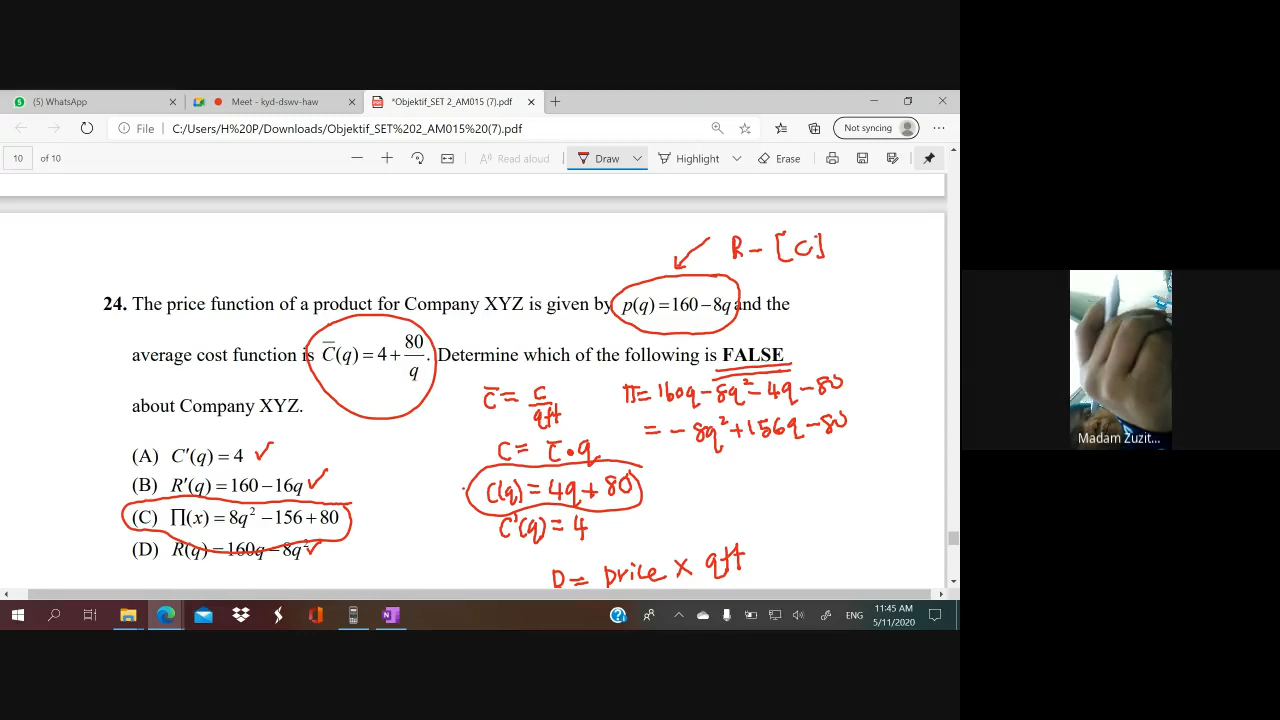 (5) WhatsApp
Meet - kyd-dswv-haw
*Objektif_SET 2_AM015 (7).pdf
File
C:/Users/H%20P/Downloads/Objektif_SET%202_AM015%20(7).pdf
Not syncing
10 of 10
Read aloud
Draw
Highlight
Erase
R - [C]
24. The price function of a product for Company XYZ is given by p(q) = 160 − 8q and the
average cost function is C̅(q) = 4 + 80/q. Determine which of the following is FALSE
about Company XYZ.
C̅ = C/qft
π = 160q − 8q² − 4q − 80
= − 8q² + 156q − 80
C = C̅ • q
(A) C′(q) = 4 ✓
(B) R′(q) = 160 − 16q ✓
C(q) = 4q + 80
(C) ∏(x) = 8q² − 156 + 80
C'(q) = 4
(D) R(q) = 160q − 8q² ✓
= price × qft
Madam Zuzit...
ENG
11:45 AM
5/11/2020